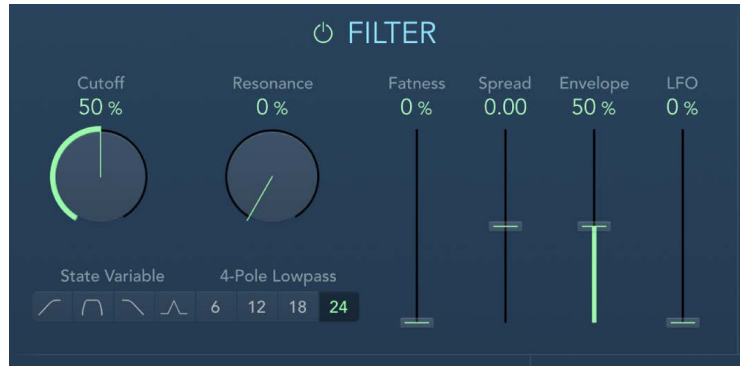 FILTER
Cutoff Resonance Fatness Spread Envelope LFO
50 % 0 % 0 % 0.00 50 % 0 %
State Variable 4-Pole Lowpass
6 12 18 24